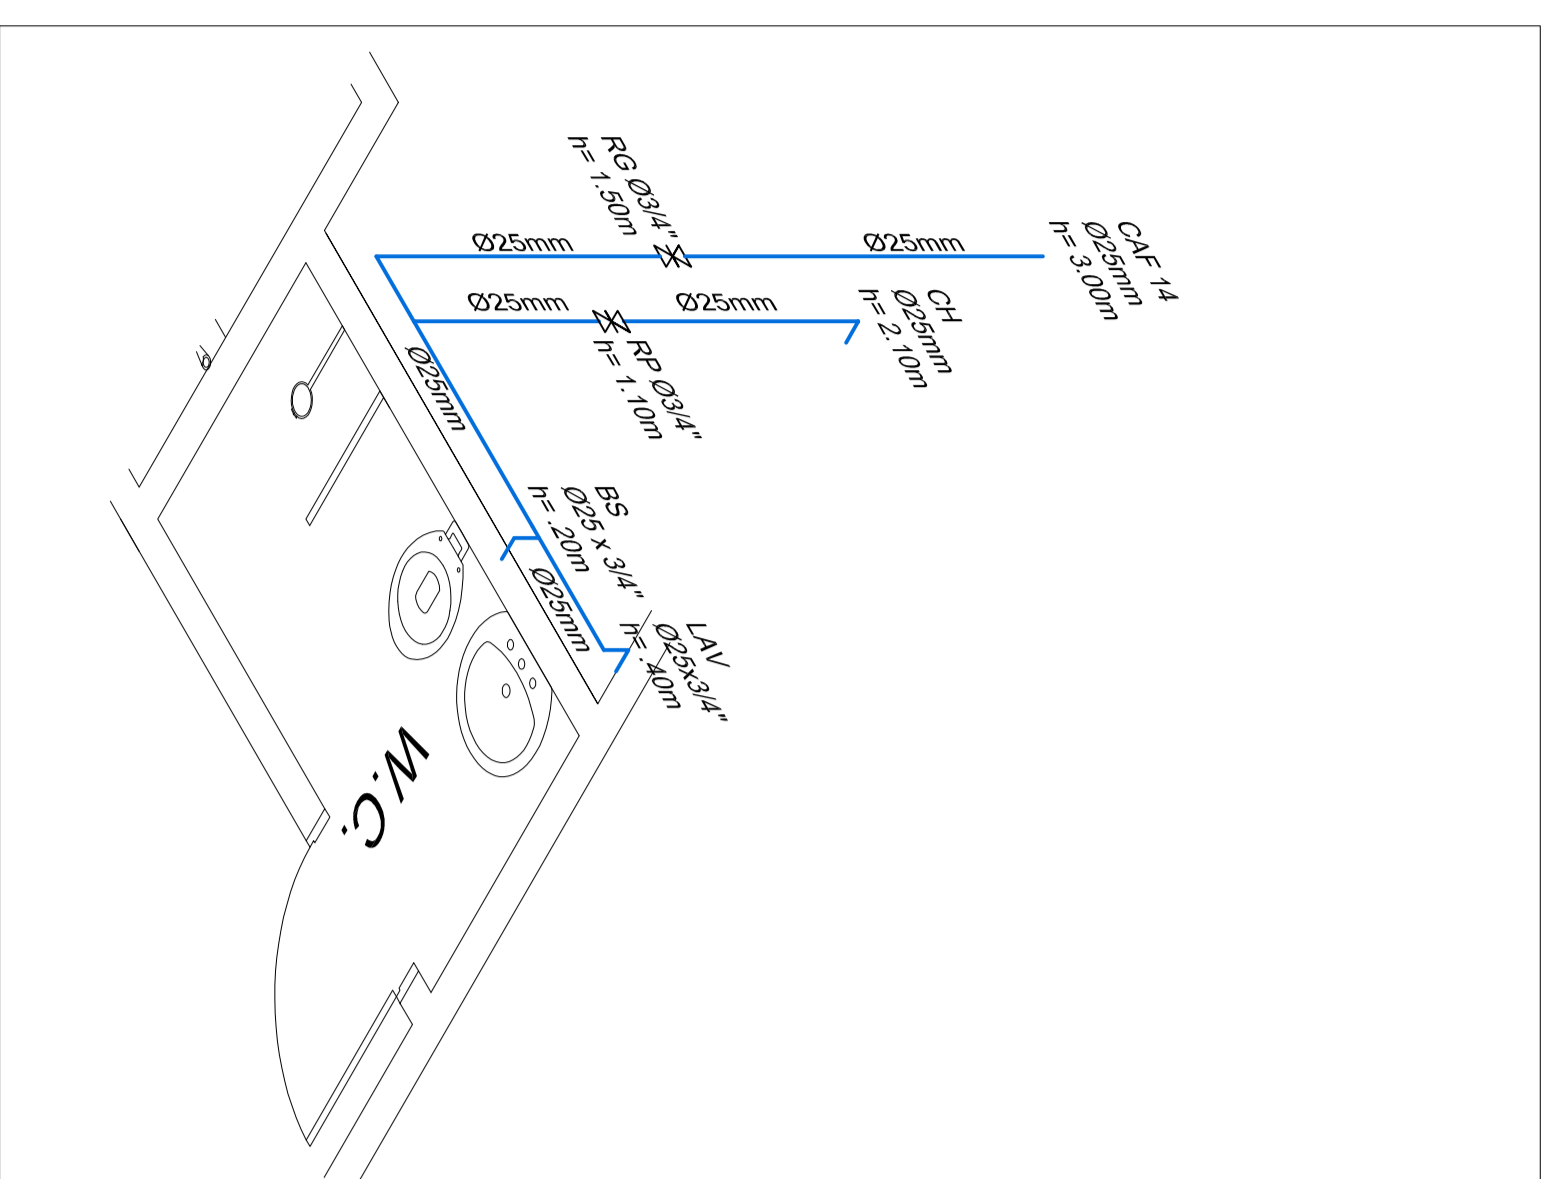 RG Ø3/4"
h= 1.50m
Ø25mm
Ø25mm
CAF 14
Ø25mm
h= 3.00m
Ø25mm
Ø25mm
CH
Ø25mm
h= 2.10m
RP Ø3/4"
h= 1.10m
Ø25mm
BS
Ø25 x 3/4"
h= .20m
Ø25mm
LAV
Ø25x3/4"
h= .40m
W.C.